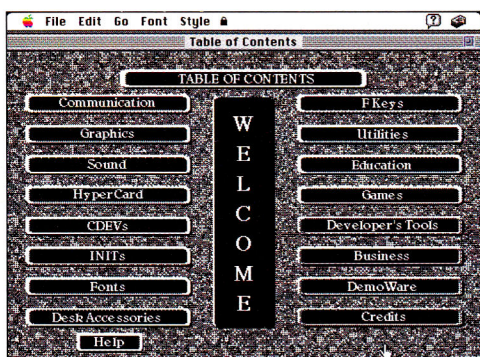 File Edit Go Font Style
Table of Contents
TABLE OF CONTENTS
Communication
Graphics
Sound
HyperCard
CDEVs
INITs
Fonts
Desk Accessories
Help
WELCOME
FKeys
Utilities
Education
Games
Developer's Tools
Business
DemoWare
Credits